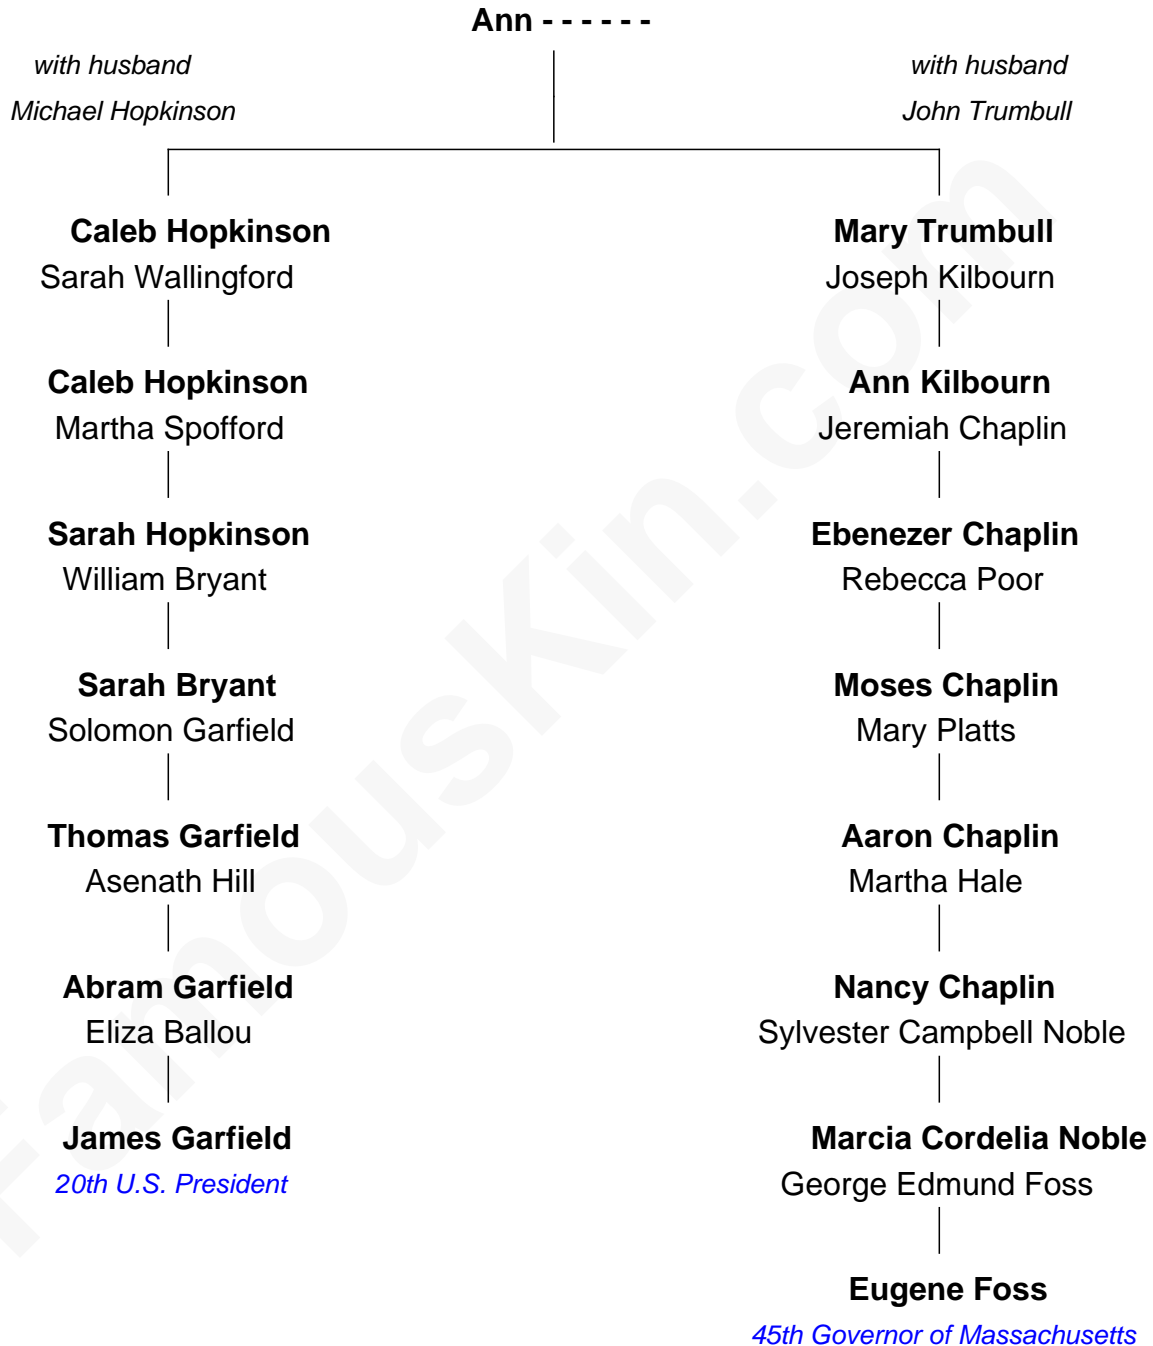 Ann - - - - - -
with husband
Michael Hopkinson
with husband
John Trumbull
Caleb Hopkinson
Sarah Wallingford
Mary Trumbull
Joseph Kilbourn
Caleb Hopkinson
Martha Spofford
Ann Kilbourn
Jeremiah Chaplin
Sarah Hopkinson
William Bryant
Ebenezer Chaplin
Rebecca Poor
Sarah Bryant
Solomon Garfield
Moses Chaplin
Mary Platts
Thomas Garfield
Asenath Hill
Aaron Chaplin
Martha Hale
Abram Garfield
Eliza Ballou
Nancy Chaplin
Sylvester Campbell Noble
James Garfield
20th U.S. President
Marcia Cordelia Noble
George Edmund Foss
Eugene Foss
45th Governor of Massachusetts
FamousKin.com